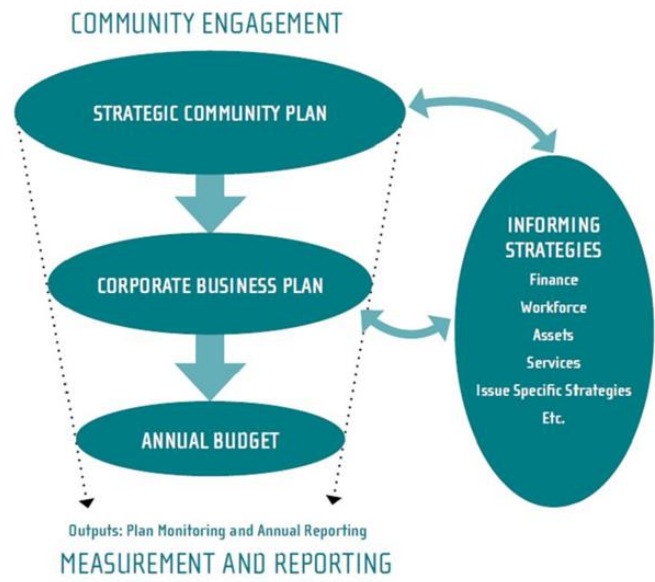 COMMUNITY ENGAGEMENT
STRATEGIC COMMUNITY PLAN
CORPORATE BUSINESS PLAN
ANNUAL BUDGET
INFORMING
STRATEGIES
Finance
Workforce
Assets
Services
Issue Specific Strategies
Etc.
Outputs: Plan Monitoring and Annual Reporting
MEASUREMENT AND REPORTING